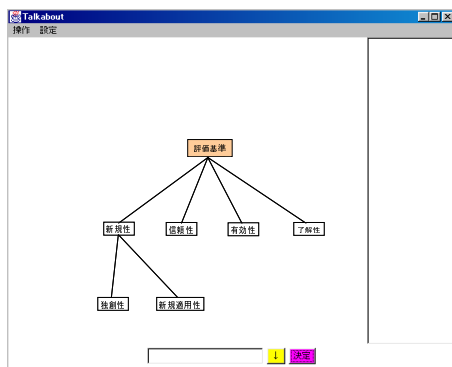 Talkabout
操作 設定
評価基準
新規性 信頼性 有効性 了解性
独創性 新規適用性
↓ 決定